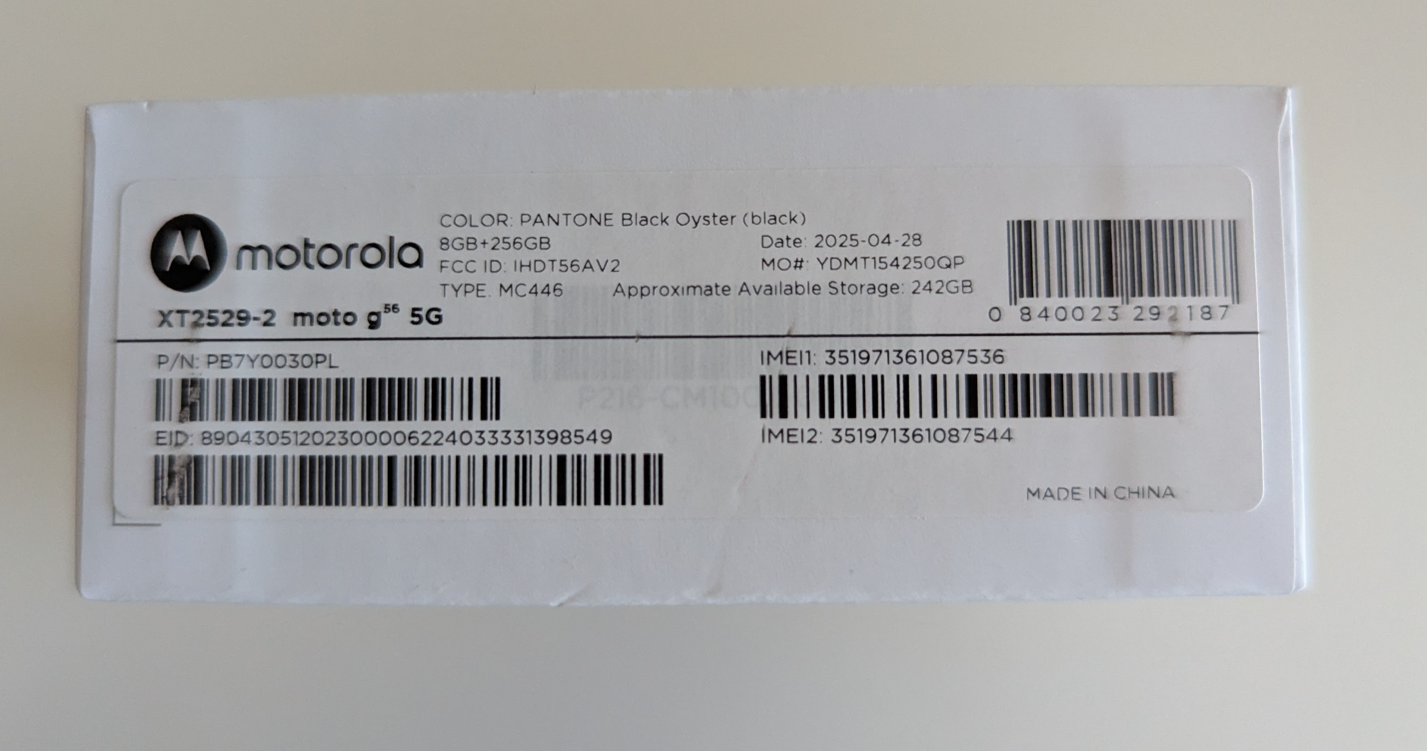 motorola
COLOR: PANTONE Black Oyster (black)
8GB+256GB
Date: 2025-04-28
FCC ID: IHDT56AV2
MO#: YDMT154250QP
TYPE. MC446
Approximate Available Storage: 242GB
XT2529-2 moto g56 5G
0 840023 292187
P/N: PB7Y0030PL
IMEI1: 351971361087536
EID: 89043051202300006224033331398549
IMEI2: 351971361087544
MADE IN CHINA